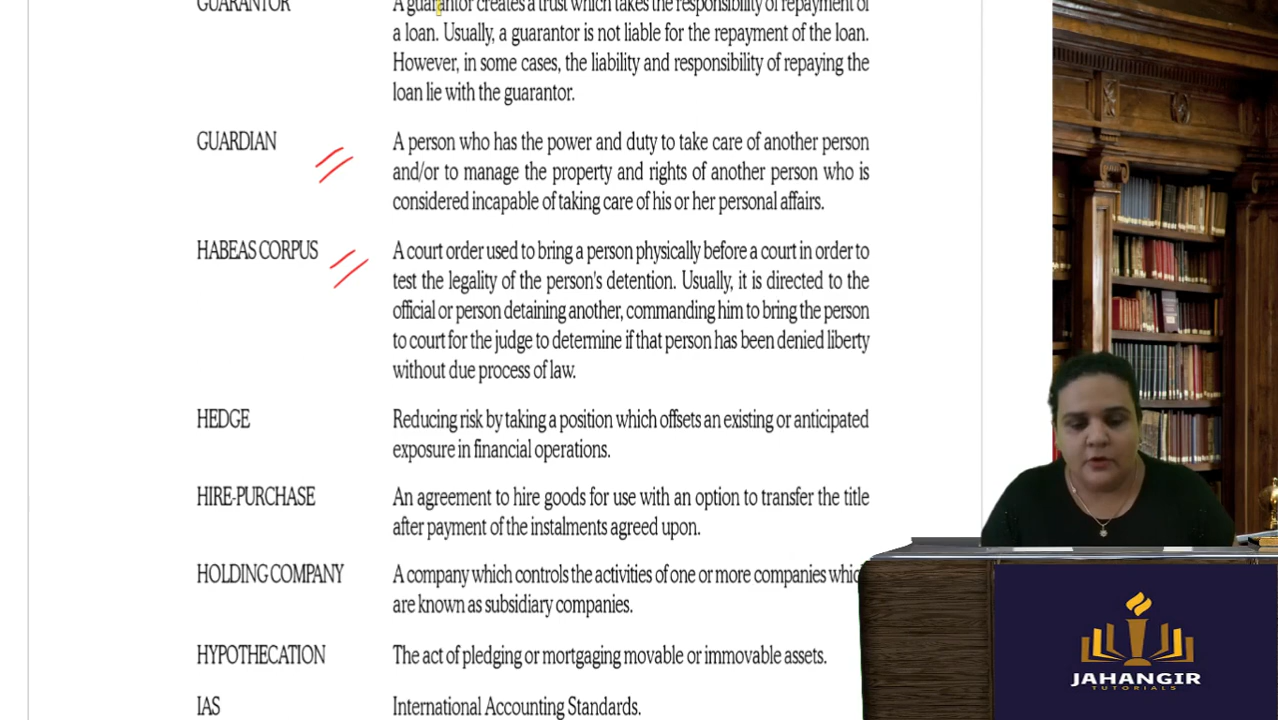 GUARANTOR A guarantor creates a trust which takes the responsibility of repayment of
a loan. Usually, a guarantor is not liable for the repayment of the loan.
However, in some cases, the liability and responsibility of repaying the
loan lie with the guarantor.
GUARDIAN A person who has the power and duty to take care of another person
and/or to manage the property and rights of another person who is
considered incapable of taking care of his or her personal affairs.
HABEAS CORPUS A court order used to bring a person physically before a court in order to
test the legality of the person's detention. Usually, it is directed to the
official or person detaining another, commanding him to bring the person
to court for the judge to determine if that person has been denied liberty
without due process of law.
HEDGE Reducing risk by taking a position which offsets an existing or anticipated
exposure in financial operations.
HIRE-PURCHASE An agreement to hire goods for use with an option to transfer the title
after payment of the instalments agreed upon.
HOLDING COMPANY A company which controls the activities of one or more companies which
are known as subsidiary companies.
HYPOTHECATION The act of pledging or mortgaging movable or immovable assets.
IAS International Accounting Standards.
JAHANGIR
TUTORIALS